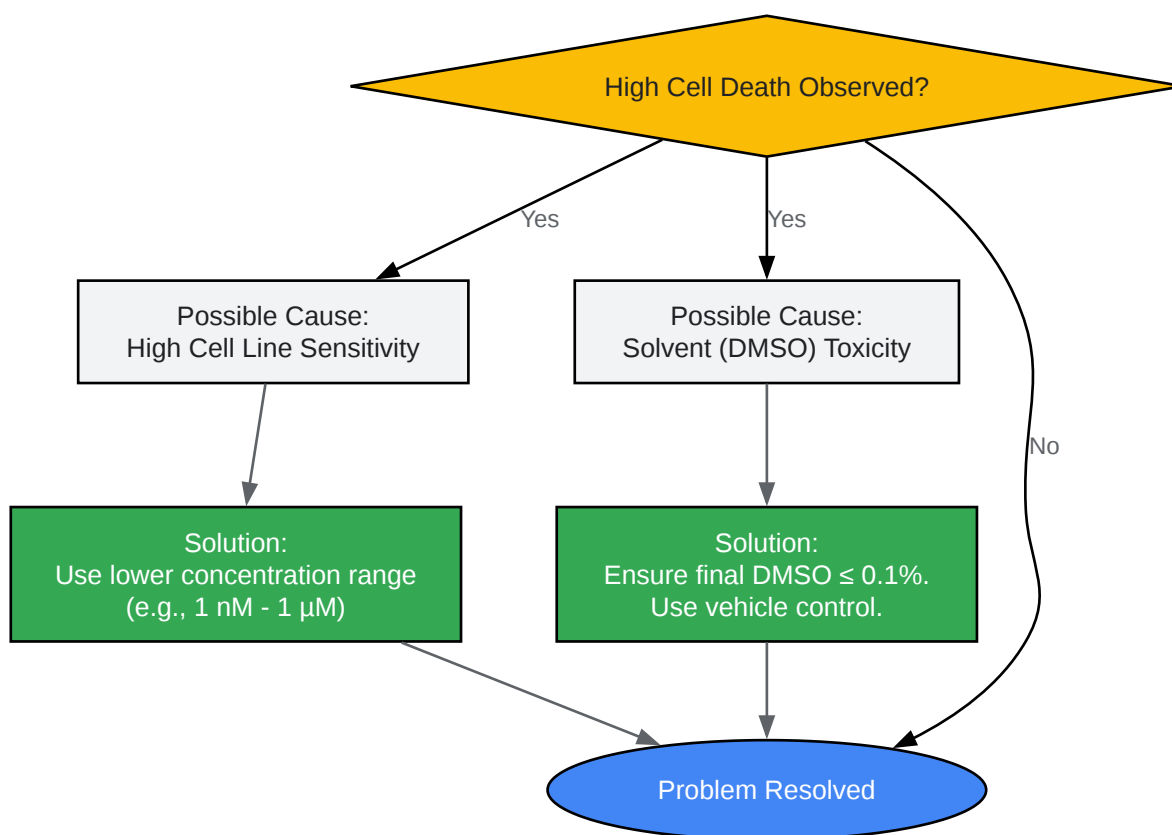 High Cell Death Observed?
Yes
Yes
Possible Cause:
High Cell Line Sensitivity
Possible Cause:
Solvent (DMSO) Toxicity
No
Solution:
Use lower concentration range
(e.g., 1 nM - 1 µM)
Solution:
Ensure final DMSO ≤ 0.1%.
Use vehicle control.
Problem Resolved